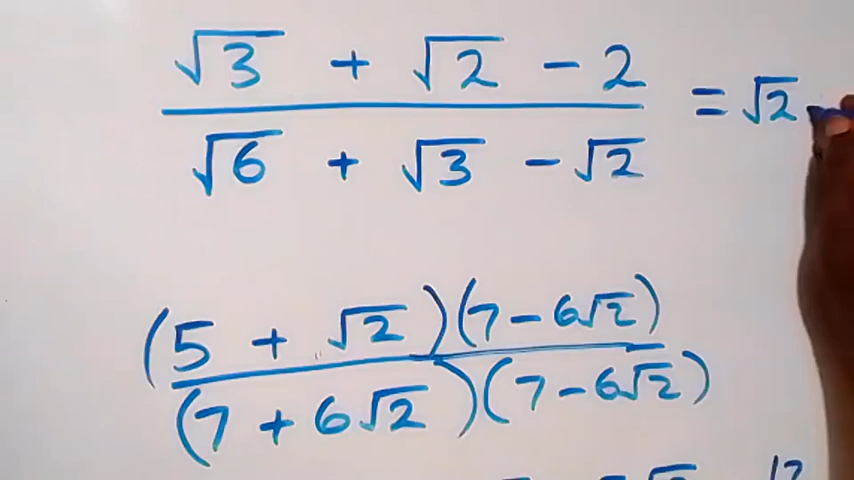 √3 + √2 - 2
= √2
√6 + √3 - √2
(5 + √2)(7 - 6√2)
(7 + 6√2)(7 - 6√2)